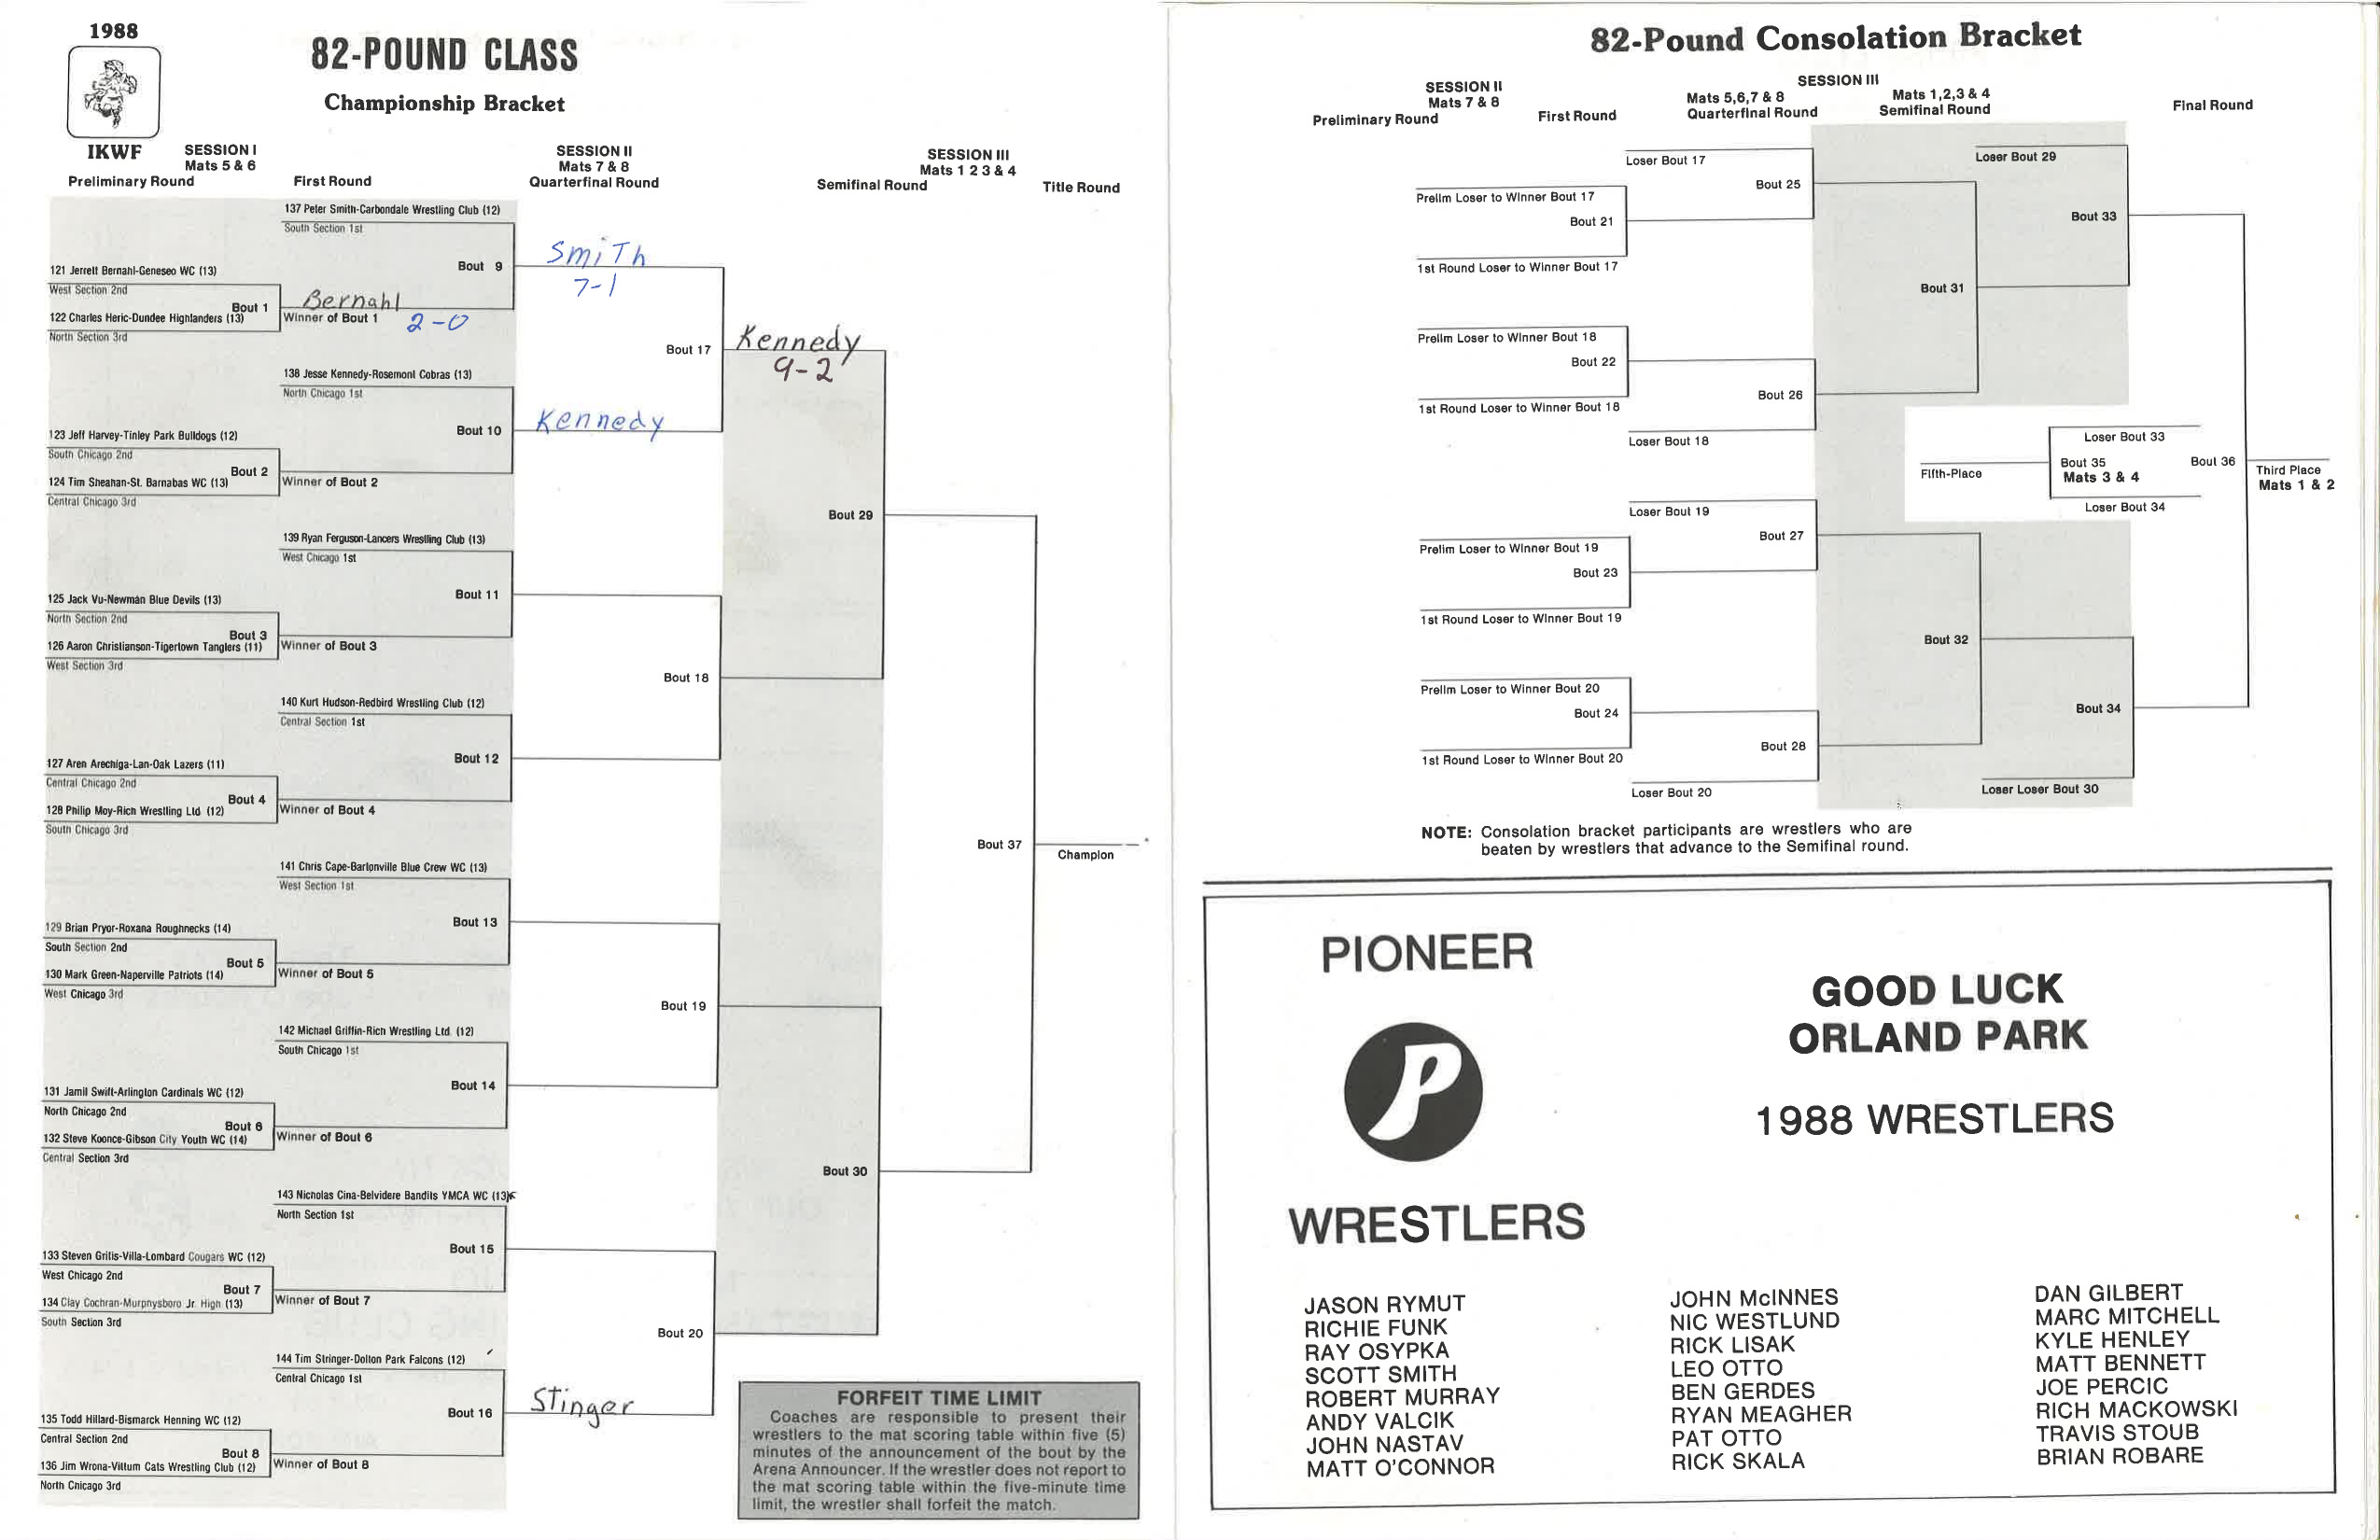 1988
IKWF
82-POUND CLASS
Championship Bracket
SESSION I
Mats 5 & 6
Preliminary Round
First Round
SESSION II
Mats 7 & 8
Quarterfinal Round
SESSION III
Mats 1 2 3 & 4
Semifinal Round
Title Round
137 Peter Smith-Carbondale Wrestling Club (12)
South Section 1st
Bout 9
Smith
7-1
121 Jerrett Bernahl-Geneseo WC (13)
West Section 2nd
Bout 1
Bernahl
122 Charles Heric-Dundee Highlanders (13)
Winner of Bout 1
2-0
North Section 3rd
Bout 17
Kennedy
9-2
138 Jesse Kennedy-Rosemont Cobras (13)
North Chicago 1st
Bout 10
Kennedy
123 Jeff Harvey-Tinley Park Bulldogs (12)
South Chicago 2nd
Bout 2
124 Tim Sheahan-St. Barnabas WC (13)
Winner of Bout 2
Central Chicago 3rd
Bout 29
139 Ryan Ferguson-Lancers Wrestling Club (13)
West Chicago 1st
Bout 11
125 Jack Vu-Newman Blue Devils (13)
North Section 2nd
Bout 3
126 Aaron Christianson-Tigertown Tanglers (11)
Winner of Bout 3
West Section 3rd
Bout 18
140 Kurt Hudson-Redbird Wrestling Club (12)
Central Section 1st
Bout 12
127 Aren Arechiga-Lan-Oak Lazers (11)
Central Chicago 2nd
Bout 4
128 Philip Moy-Rich Wrestling Ltd. (12)
Winner of Bout 4
South Chicago 3rd
Bout 37
Champion
141 Chris Cape-Bartonville Blue Crew WC (13)
West Section 1st
Bout 13
129 Brian Pryor-Roxana Roughnecks (14)
South Section 2nd
Bout 5
130 Mark Green-Naperville Patriots (14)
Winner of Bout 5
West Chicago 3rd
Bout 19
142 Michael Griffin-Rich Wrestling Ltd. (12)
South Chicago 1st
Bout 14
131 Jamil Swift-Arlington Cardinals WC (12)
North Chicago 2nd
Bout 6
132 Steve Koonce-Gibson City Youth WC (14)
Winner of Bout 6
Central Section 3rd
Bout 30
143 Nicholas Cina-Belvidere Bandits YMCA WC (13)
North Section 1st
Bout 15
133 Steven Gritis-Villa-Lombard Cougars WC (12)
West Chicago 2nd
Bout 7
134 Clay Cochran-Murpnysboro Jr. High (13)
Winner of Bout 7
South Section 3rd
Bout 20
144 Tim Stringer-Dolton Park Falcons (12)
Central Chicago 1st
Bout 16
Stinger
135 Todd Hillard-Bismarck Henning WC (12)
Central Section 2nd
Bout 8
136 Jim Wrona-Vittum Cats Wrestling Club (12)
Winner of Bout 8
North Chicago 3rd
FORFEIT TIME LIMIT
Coaches are responsible to present their
wrestlers to the mat scoring table within five (5)
minutes of the announcement of the bout by the
Arena Announcer. If the wrestler does not report to
the mat scoring table within the five-minute time
limit, the wrestler shall forfeit the match.
82-Pound Consolation Bracket
SESSION II
Mats 7 & 8
Preliminary Round
First Round
SESSION III
Mats 5,6,7 & 8
Quarterfinal Round
Mats 1,2,3 & 4
Semifinal Round
Final Round
Loser Bout 17
Loser Bout 29
Bout 25
Prelim Loser to Winner Bout 17
Bout 21
Bout 33
1st Round Loser to Winner Bout 17
Bout 31
Prelim Loser to Winner Bout 18
Bout 22
Bout 26
1st Round Loser to Winner Bout 18
Loser Bout 18
Loser Bout 33
Fifth-Place
Bout 35
Mats 3 & 4
Bout 36
Third Place
Mats 1 & 2
Loser Bout 34
Loser Bout 19
Bout 27
Prelim Loser to Winner Bout 19
Bout 23
1st Round Loser to Winner Bout 19
Bout 32
Prelim Loser to Winner Bout 20
Bout 24
Bout 34
Bout 28
1st Round Loser to Winner Bout 20
Loser Bout 20
Loser Loser Bout 30
NOTE: Consolation bracket participants are wrestlers who are
beaten by wrestlers that advance to the Semifinal round.
PIONEER
P
WRESTLERS
GOOD LUCK
ORLAND PARK
1988 WRESTLERS
JASON RYMUT
RICHIE FUNK
RAY OSYPKA
SCOTT SMITH
ROBERT MURRAY
ANDY VALCIK
JOHN NASTAV
MATT O'CONNOR
JOHN McINNES
NIC WESTLUND
RICK LISAK
LEO OTTO
BEN GERDES
RYAN MEAGHER
PAT OTTO
RICK SKALA
DAN GILBERT
MARC MITCHELL
KYLE HENLEY
MATT BENNETT
JOE PERCIC
RICH MACKOWSKI
TRAVIS STOUB
BRIAN ROBARE